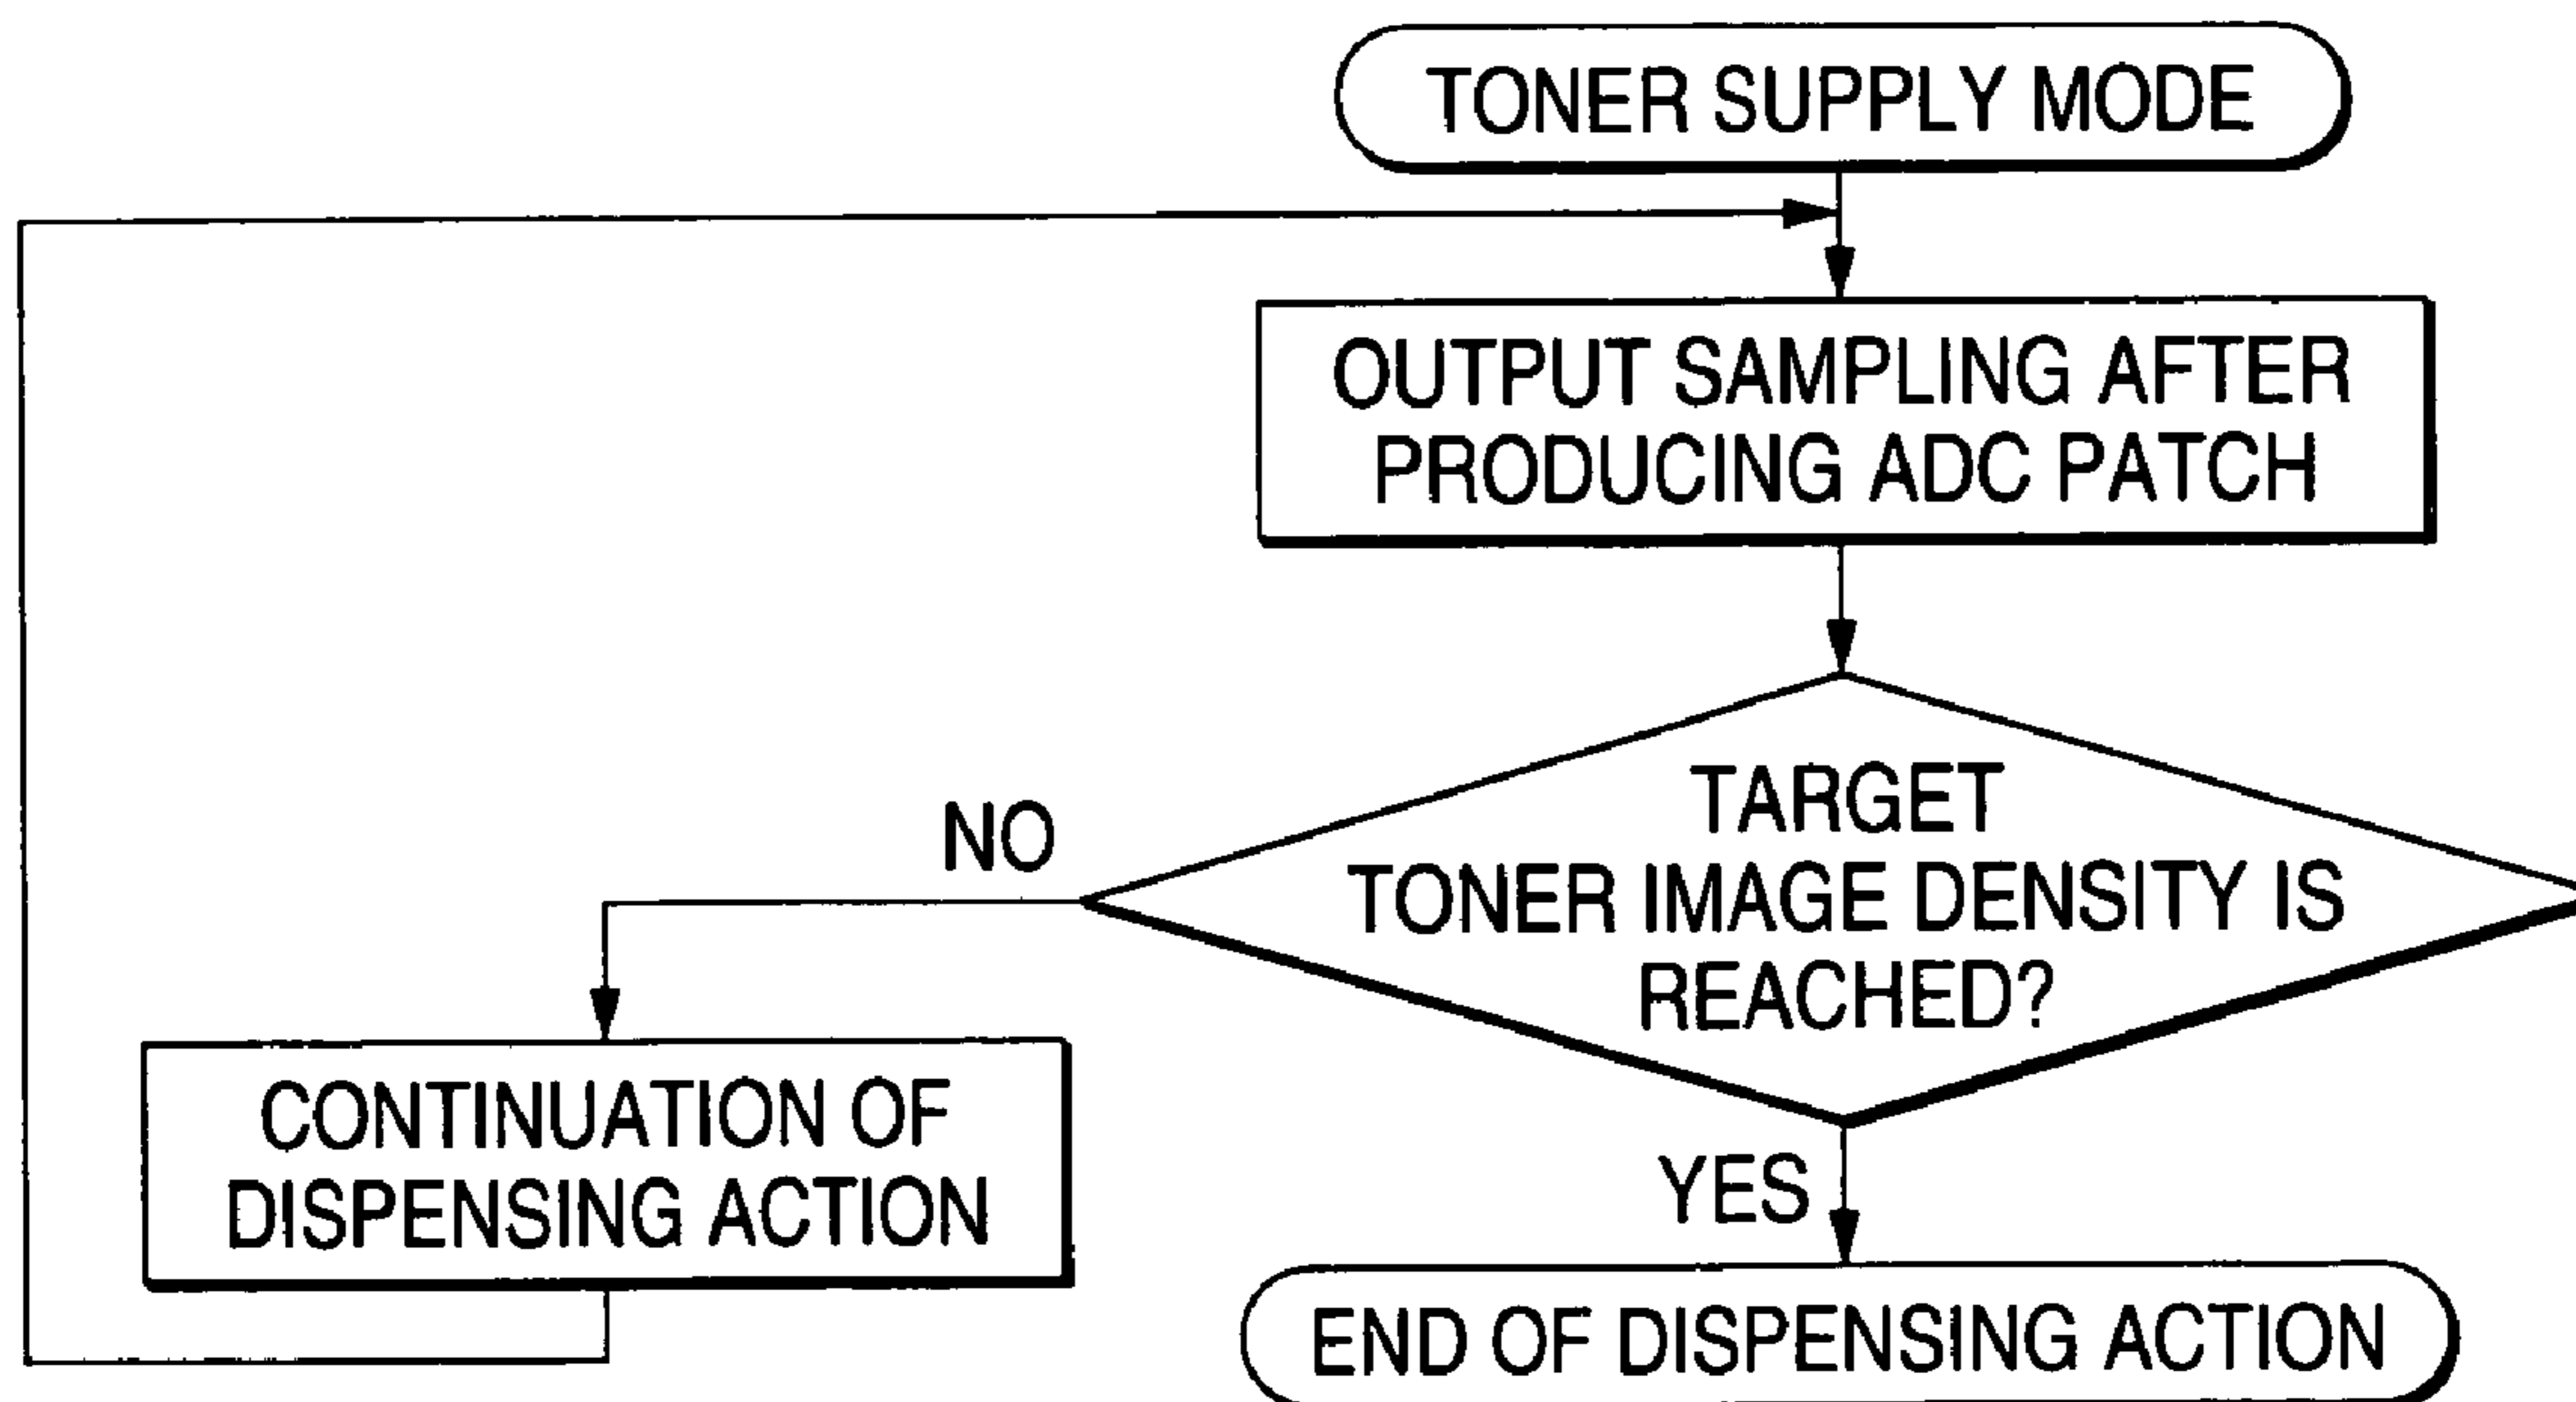 TONER SUPPLY MODE
OUTPUT SAMPLING AFTER
PRODUCING ADC PATCH
TARGET
TONER IMAGE DENSITY IS
REACHED?
NO
CONTINUATION OF
DISPENSING ACTION
YES
END OF DISPENSING ACTION